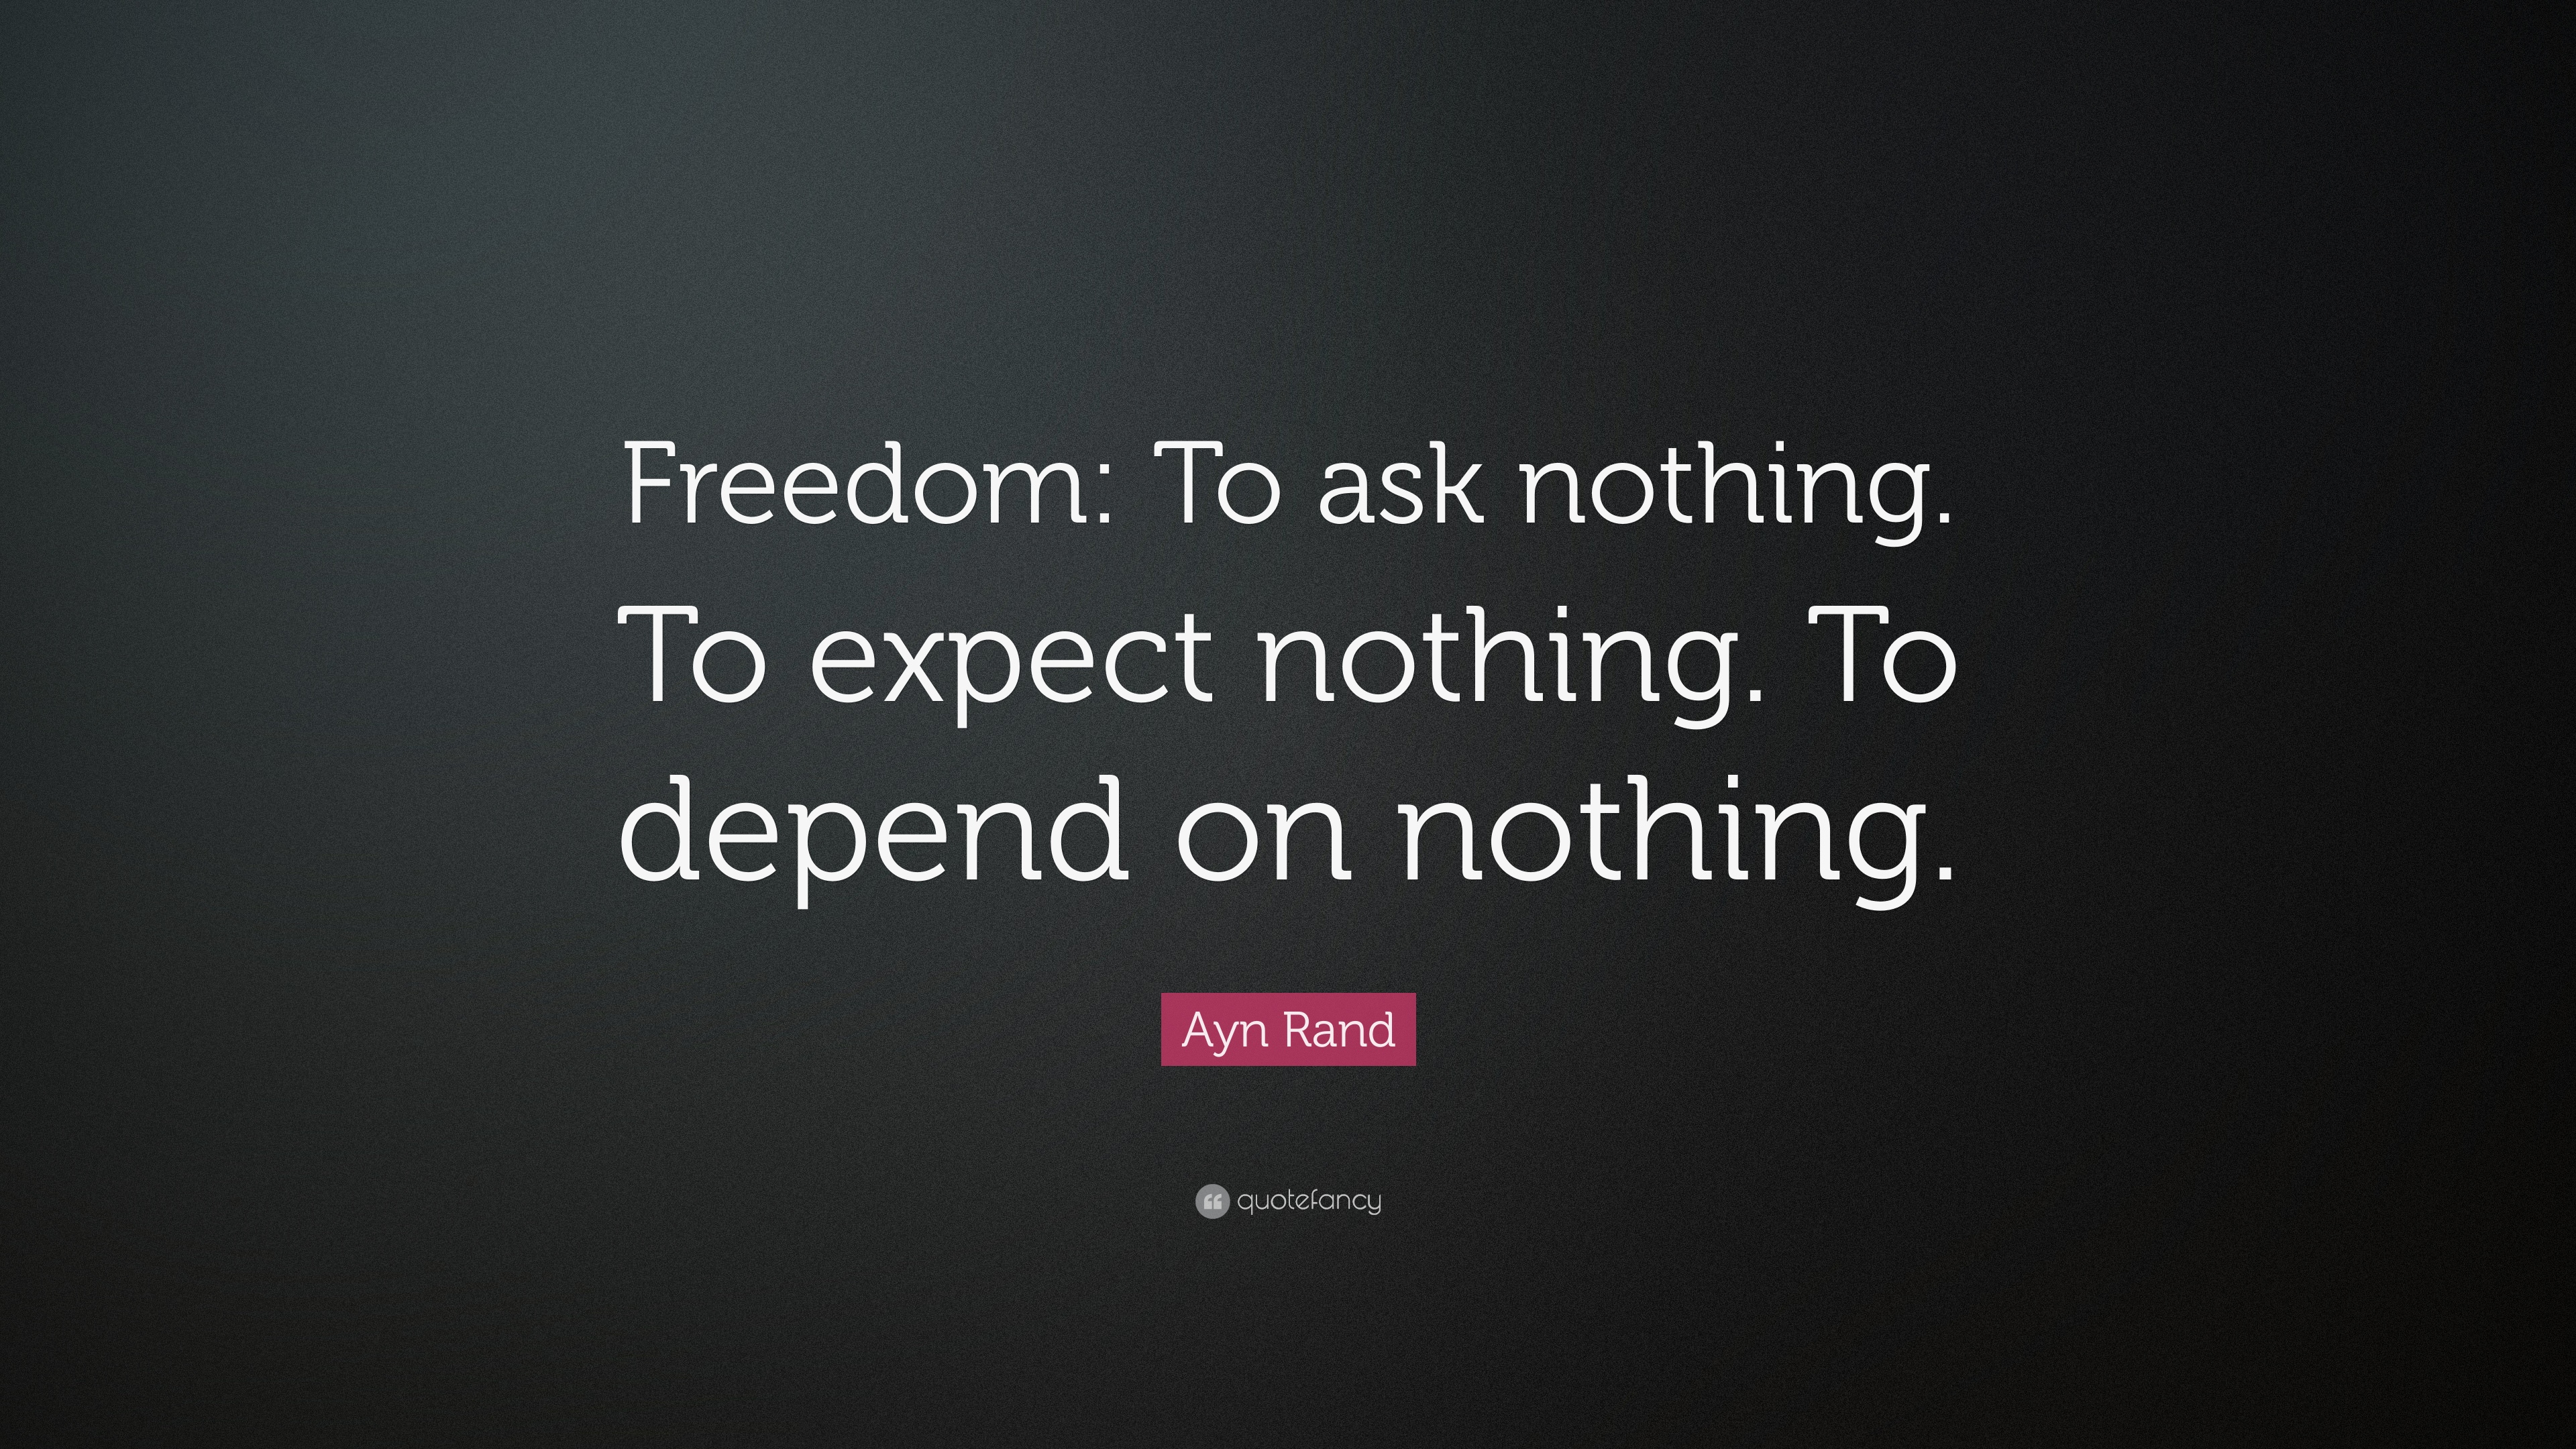 Freedom: To ask nothing.
To expect nothing. To
depend on nothing.
Ayn Rand
quotefancy